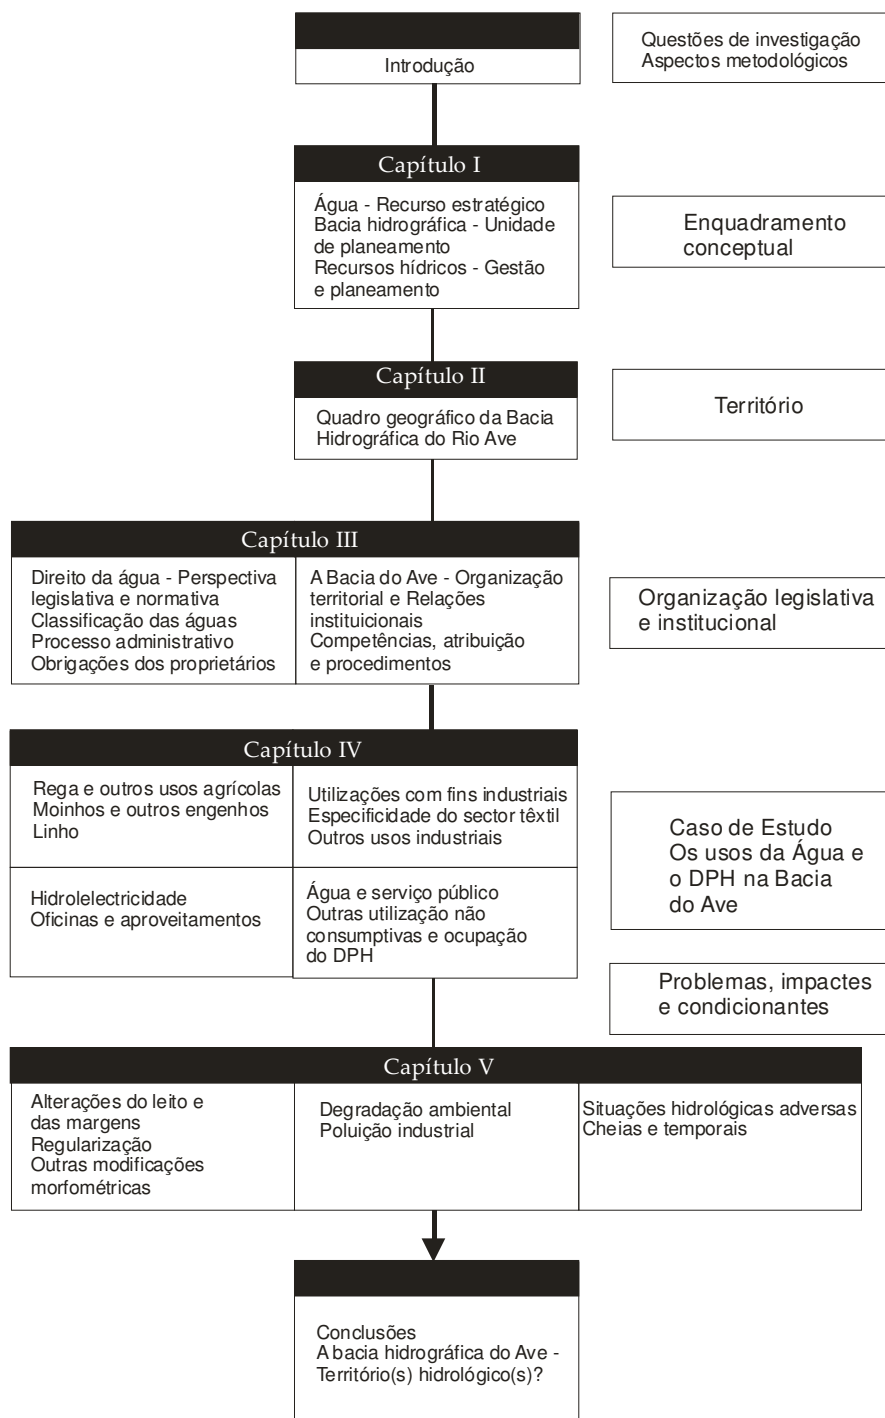 Introdução
Questões de investigação
Aspectos metodológicos
Capítulo I
Água - Recurso estratégico
Bacia hidrográfica - Unidade
de planeamento
Recursos hídricos - Gestão
e planeamento
Enquadramento
conceptual
Capítulo II
Quadro geográfico da Bacia
Hidrográfica do Rio Ave
Território
Capítulo III
Direito da água - Perspectiva
legislativa e normativa
Classificação das águas
Processo administrativo
Obrigações dos proprietários
A Bacia do Ave - Organização
territorial e Relações
instituicionais
Competências, atribuição
e procedimentos
Organização legislativa
e institucional
Capítulo IV
Rega e outros usos agrícolas
Moinhos e outros engenhos
Linho
Utilizações com fins industriais
Especificidade do sector têxtil
Outros usos industriais
Hidrolelectricidade
Oficinas e aproveitamentos
Água e serviço público
Outras utilização não
consumptivas e ocupação
do DPH
Caso de Estudo
Os usos da Água e
o DPH na Bacia
do Ave
Problemas, impactes
e condicionantes
Capítulo V
Alterações do leito e
das margens
Regularização
Outras modificações
morfométricas
Degradação ambiental
Poluição industrial
Situações hidrológicas adversas
Cheias e temporais
Conclusões
A bacia hidrográfica do Ave -
Território(s) hidrológico(s)?